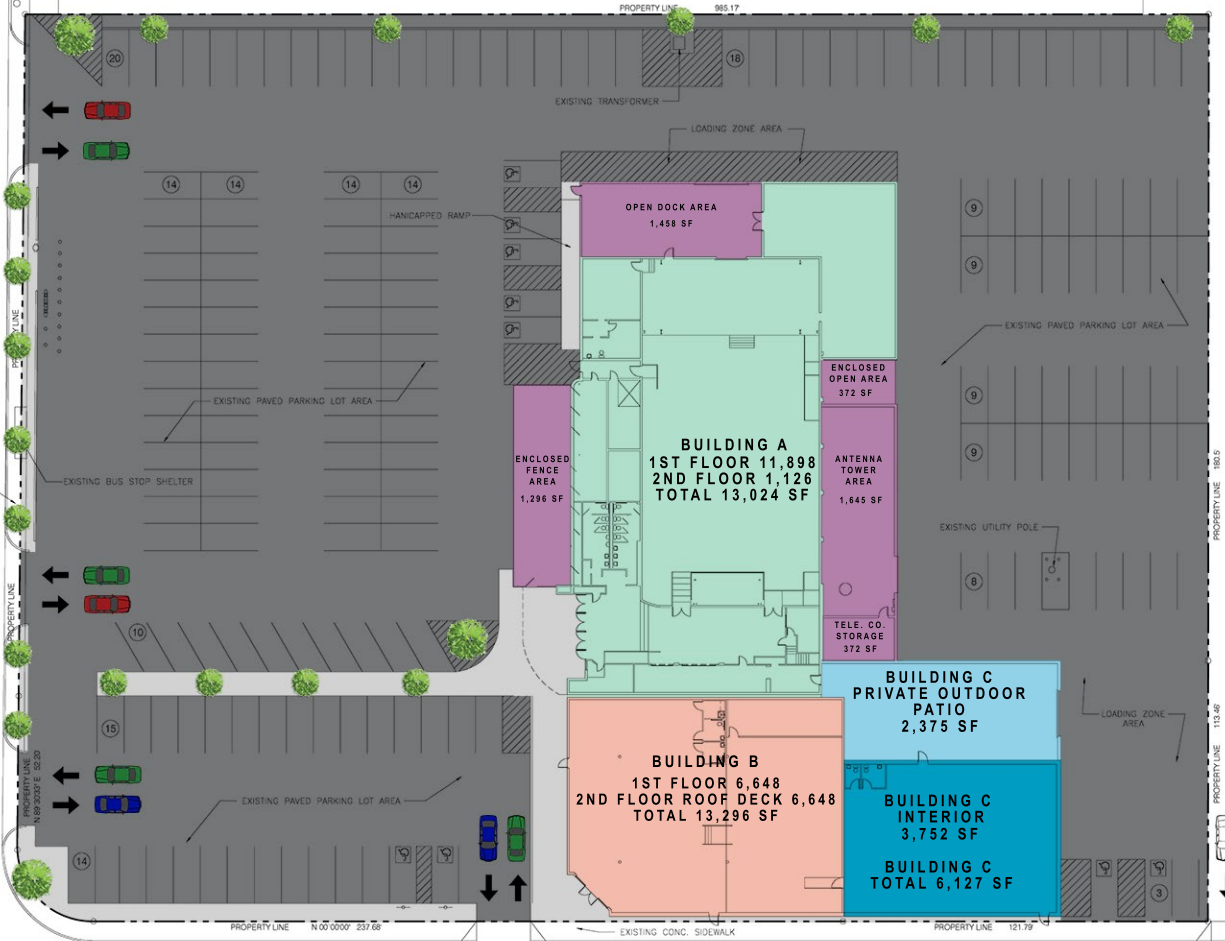 PROPERTY LINE 985.17'
20
18
EXISTING TRANSFORMER
LOADING ZONE AREA
14
14
14
14
HANICAPPED RAMP
OPEN DOCK AREA
1,458 SF
9
9
PROPERTY LINE
EXISTING PAVED PARKING LOT AREA
ENCLOSED
OPEN AREA
372 SF
EXISTING PAVED PARKING LOT AREA
9
9
BUILDING A
1ST FLOOR 11,898
2ND FLOOR 1,126
TOTAL 13,024 SF
ENCLOSED
FENCE
AREA
1,296 SF
ANTENNA
TOWER
AREA
1,645 SF
EXISTING BUS STOP SHELTER
PROPERTY LINE 180.5'
EXISTING UTILITY POLE
8
PROPERTY LINE
10
TELE. CO.
STORAGE
372 SF
BUILDING C
PRIVATE OUTDOOR
PATIO
2,375 SF
LOADING ZONE
AREA
15
PROPERTY LINE 113.46'
PROPERTY LINE
N 89°30'33" E 52.20'
BUILDING B
1ST FLOOR 6,648
2ND FLOOR ROOF DECK 6,648
TOTAL 13,296 SF
EXISTING PAVED PARKING LOT AREA
BUILDING C
INTERIOR
3,752 SF
BUILDING C
TOTAL 6,127 SF
14
3
PROPERTY LINE N 00°00'00" 237.68'
EXISTING CONC. SIDEWALK
PROPERTY LINE 121.79'